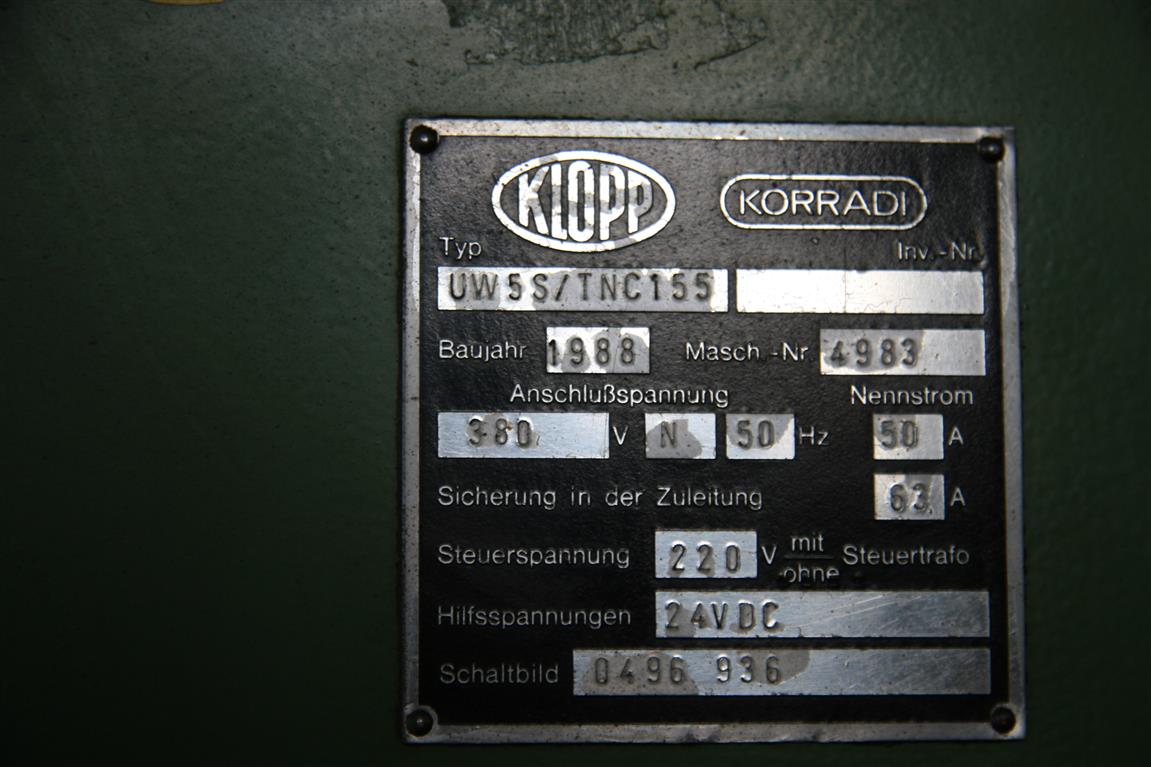 KLOPP KORRADI
Typ Inv.-Nr.
UW5S/TNC155
Baujahr 1988 Masch.-Nr 4983
Anschlußspannung Nennstrom
380 V N 50 Hz 50 A
Sicherung in der Zuleitung 63 A
Steuerspannung 220 V mit/ohne Steuertrafo
Hilfsspannungen 24VDC
Schaltbild 0496 936